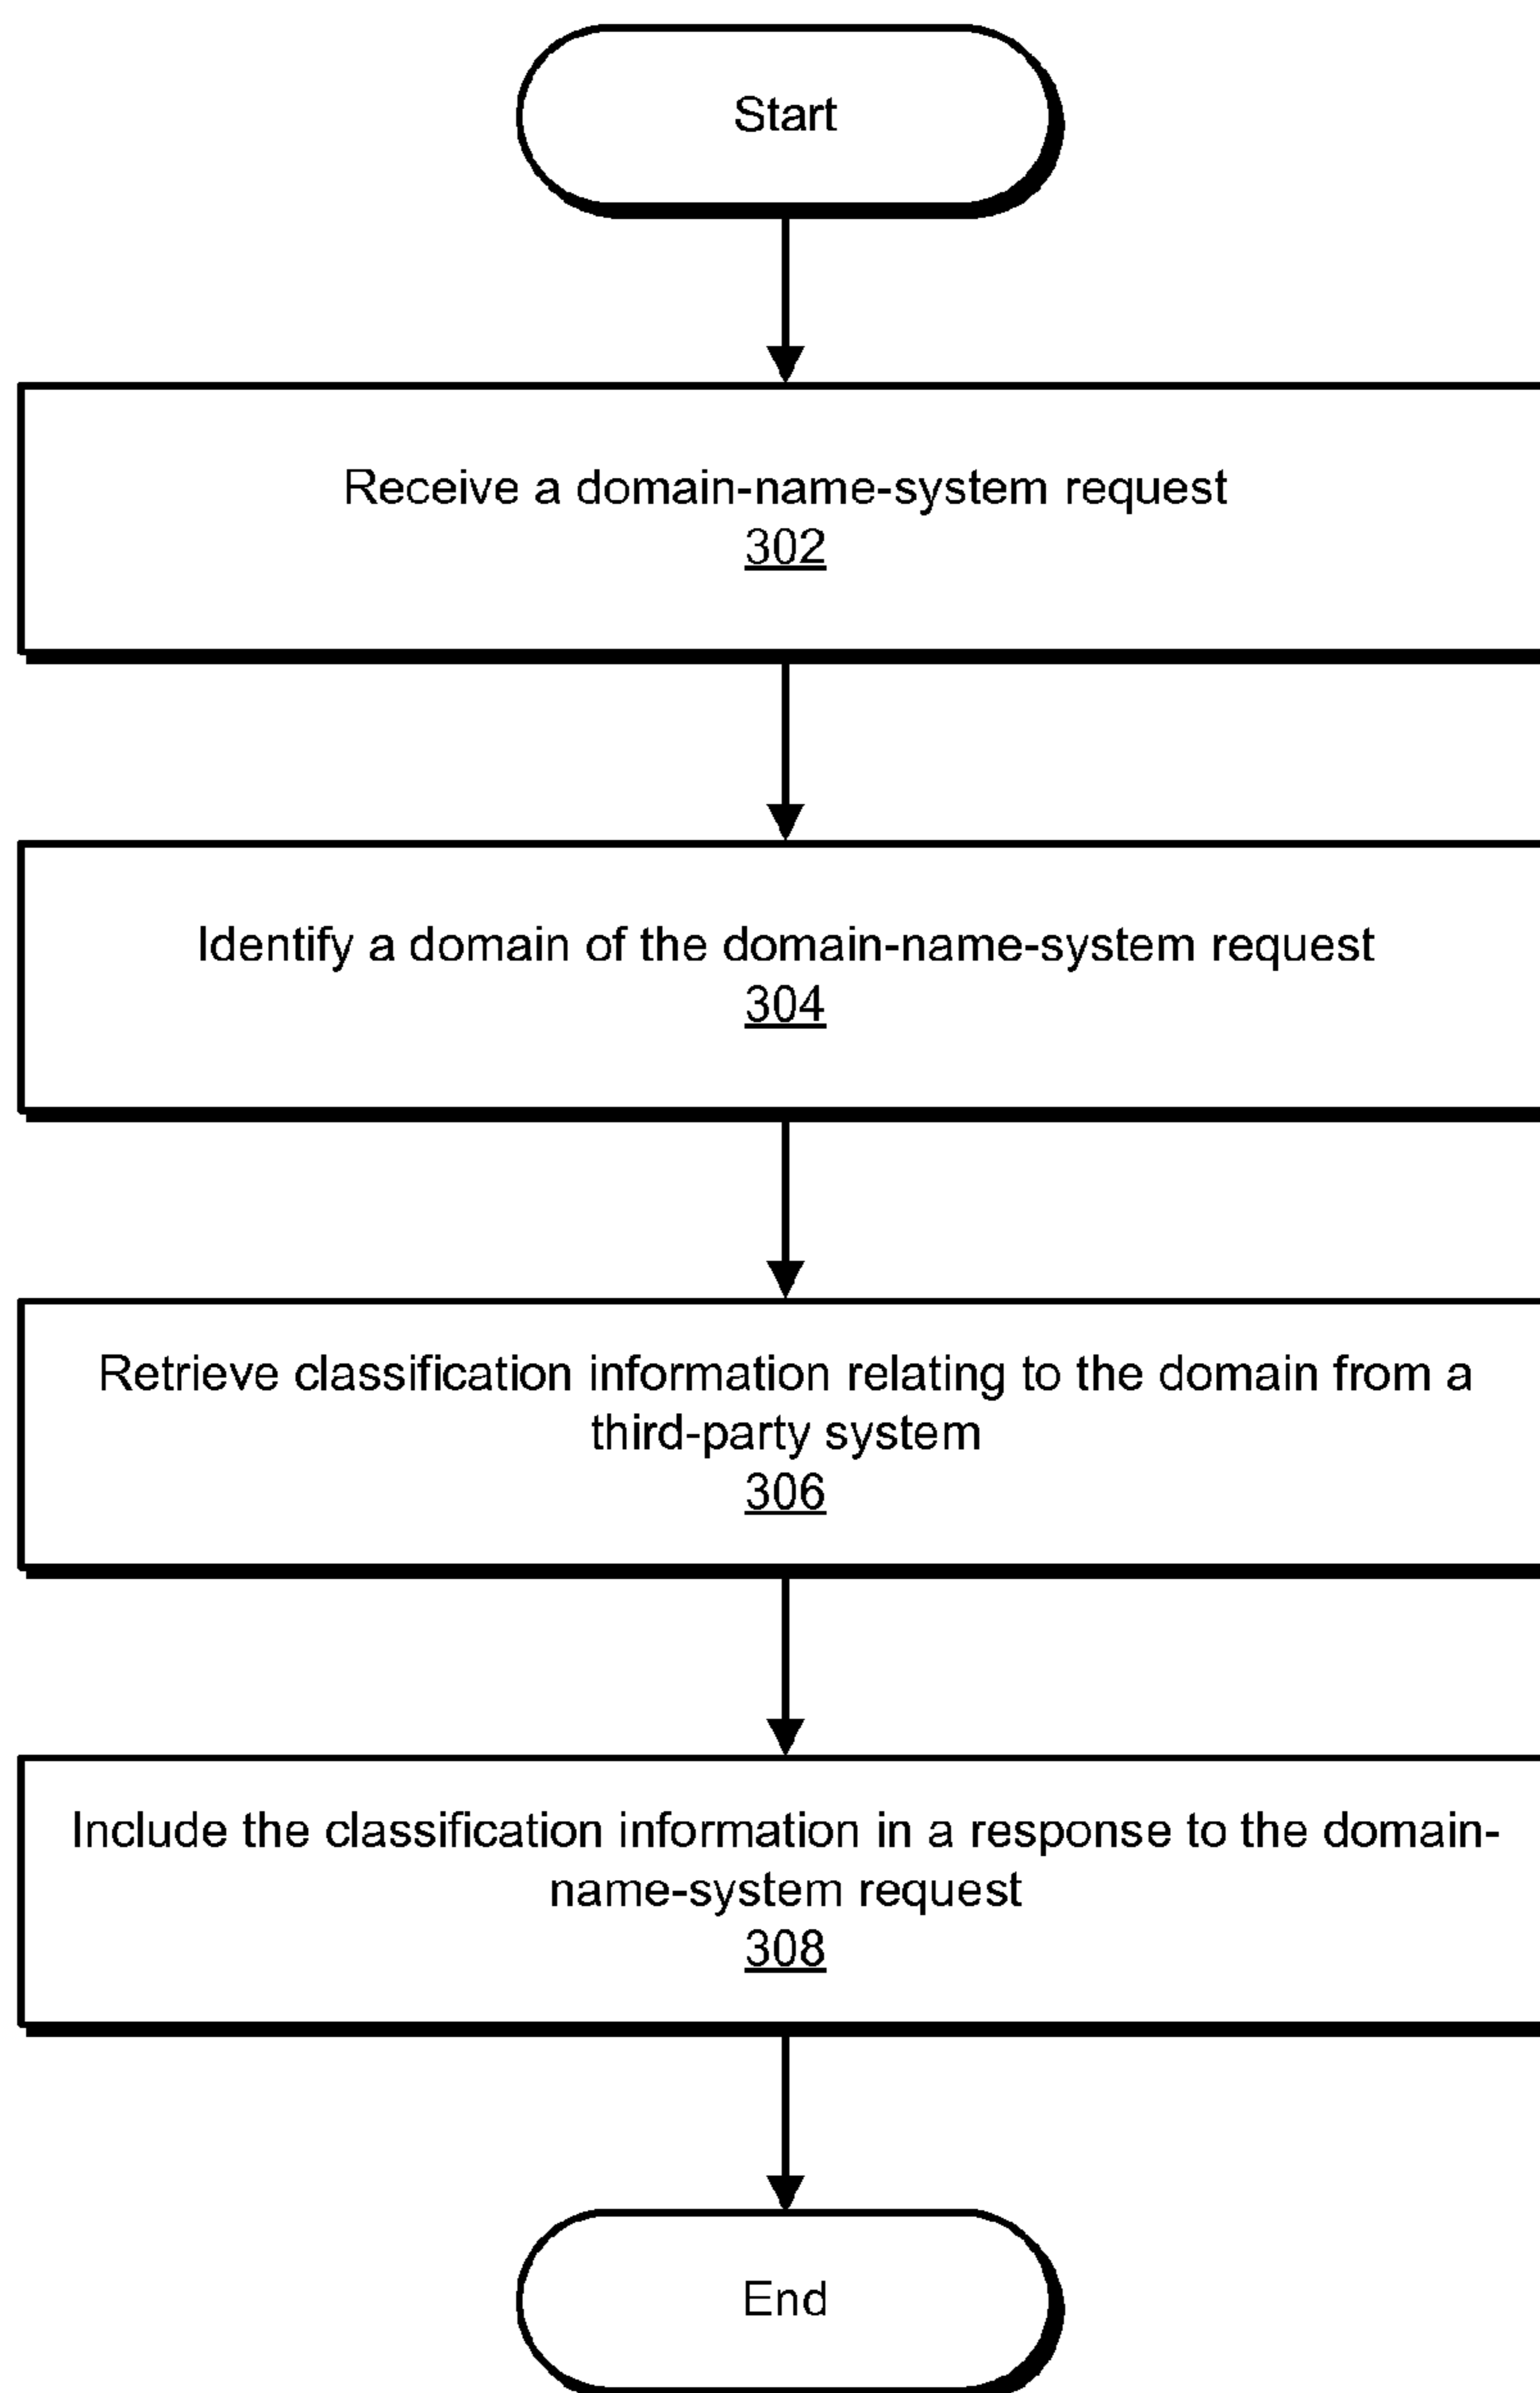 Start
Receive a domain-name-system request
302
Identify a domain of the domain-name-system request
304
Retrieve classification information relating to the domain from a
third-party system
306
Include the classification information in a response to the domain-
name-system request
308
End